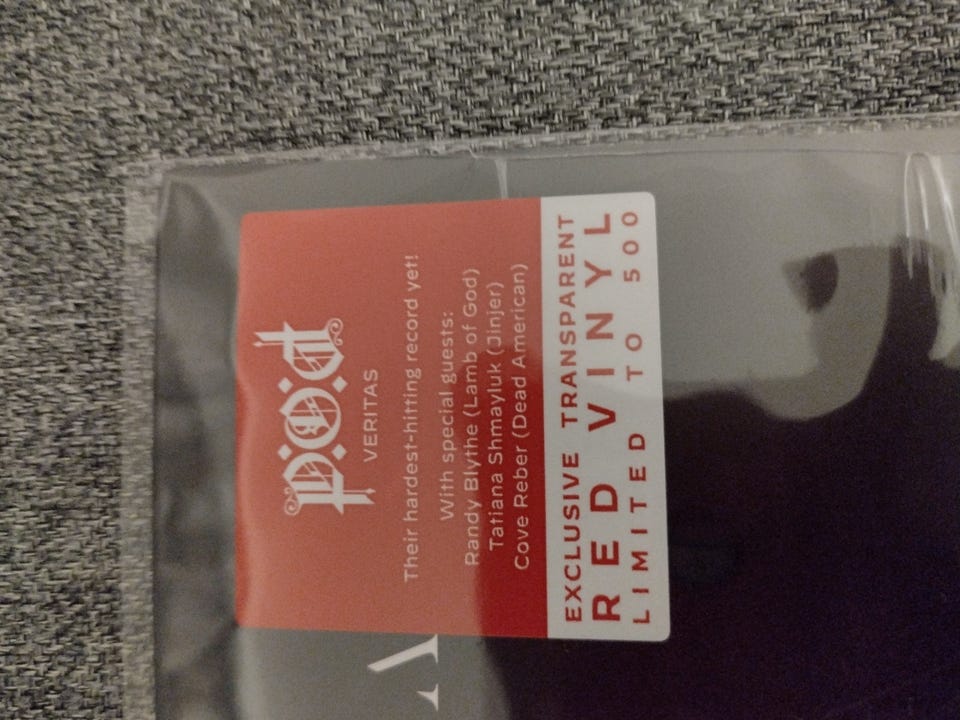 P.O.D
VERITAS
Their hardest-hitting record yet!
With special guests:
Randy Blythe (Lamb of God)
Tatiana Shmayluk (Jinjer)
Cove Reber (Dead American)
EXCLUSIVE TRANSPARENT
RED VINYL
LIMITED TO 500